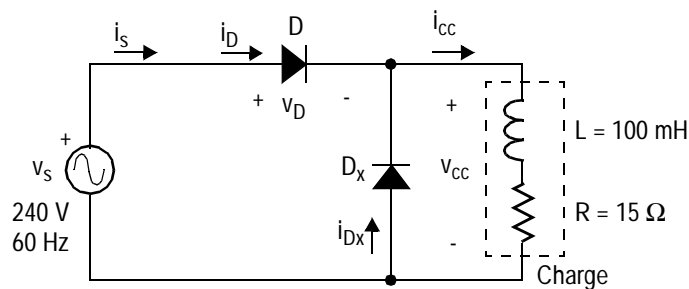 i_s
i_D
D
i_cc
+ v_D -
+
v_s
240 V
60 Hz
D_x
i_Dx
+
v_cc
-
L = 100 mH
R = 15 Ω
Charge